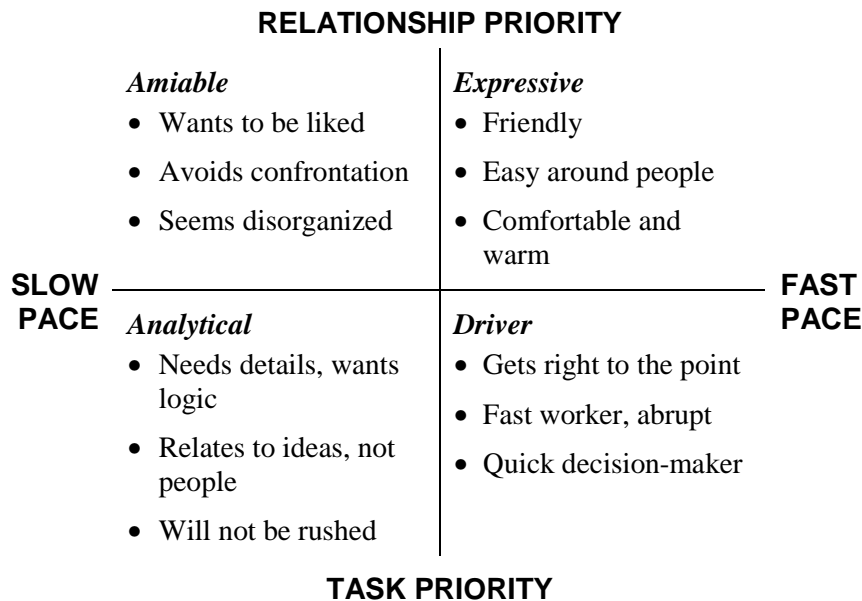 RELATIONSHIP PRIORITY
Amiable
• Wants to be liked
• Avoids confrontation
• Seems disorganized
Expressive
• Friendly
• Easy around people
• Comfortable and
warm
SLOW
PACE
FAST
PACE
Analytical
• Needs details, wants
logic
• Relates to ideas, not
people
• Will not be rushed
Driver
• Gets right to the point
• Fast worker, abrupt
• Quick decision-maker
TASK PRIORITY